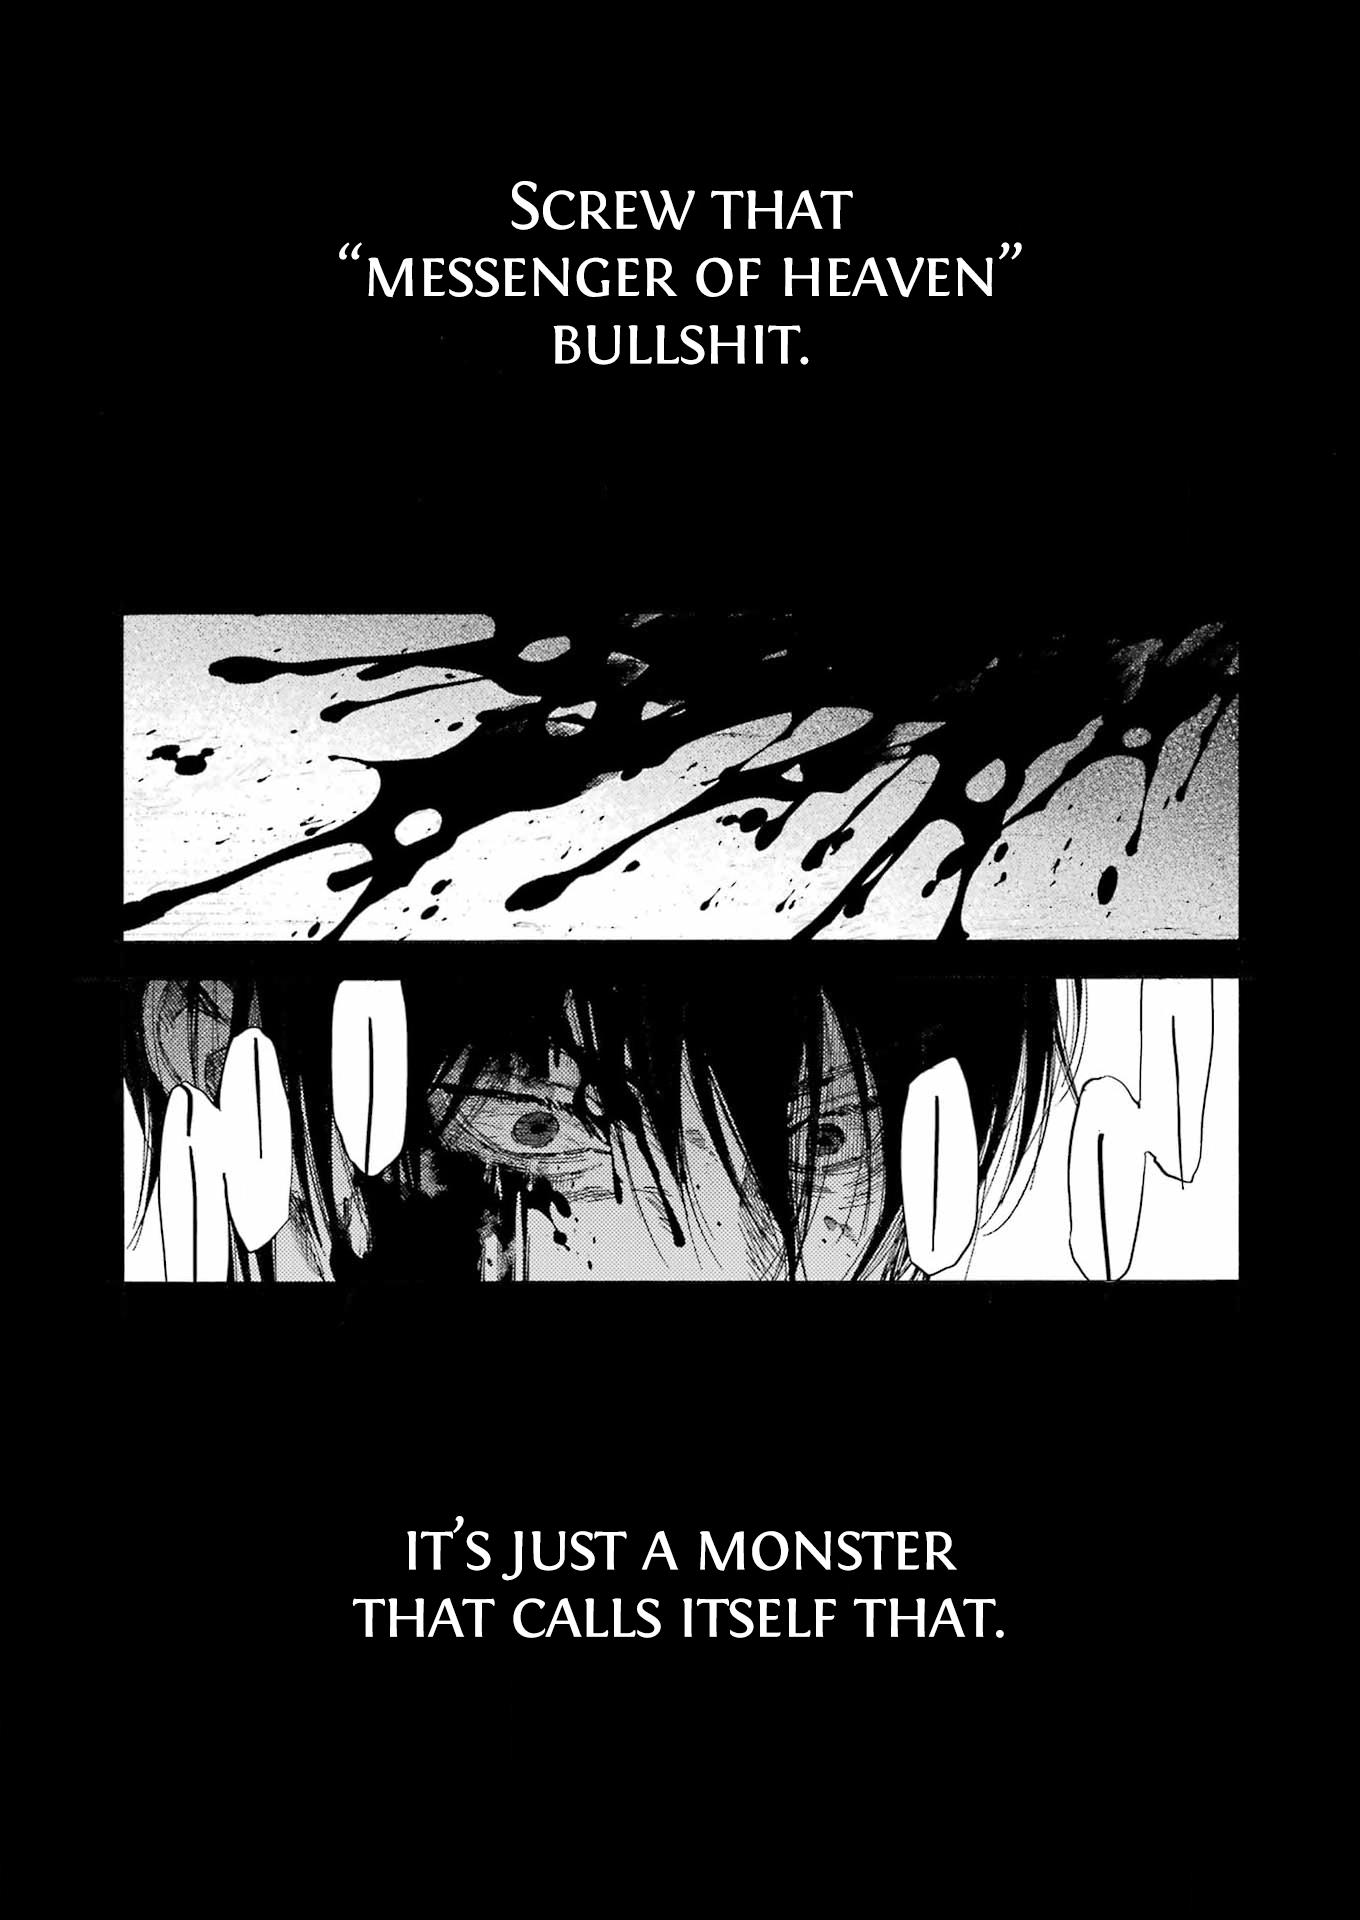 SCREW THAT
“MESSENGER OF HEAVEN”
BULLSHIT.
IT’S JUST A MONSTER
THAT CALLS ITSELF THAT.